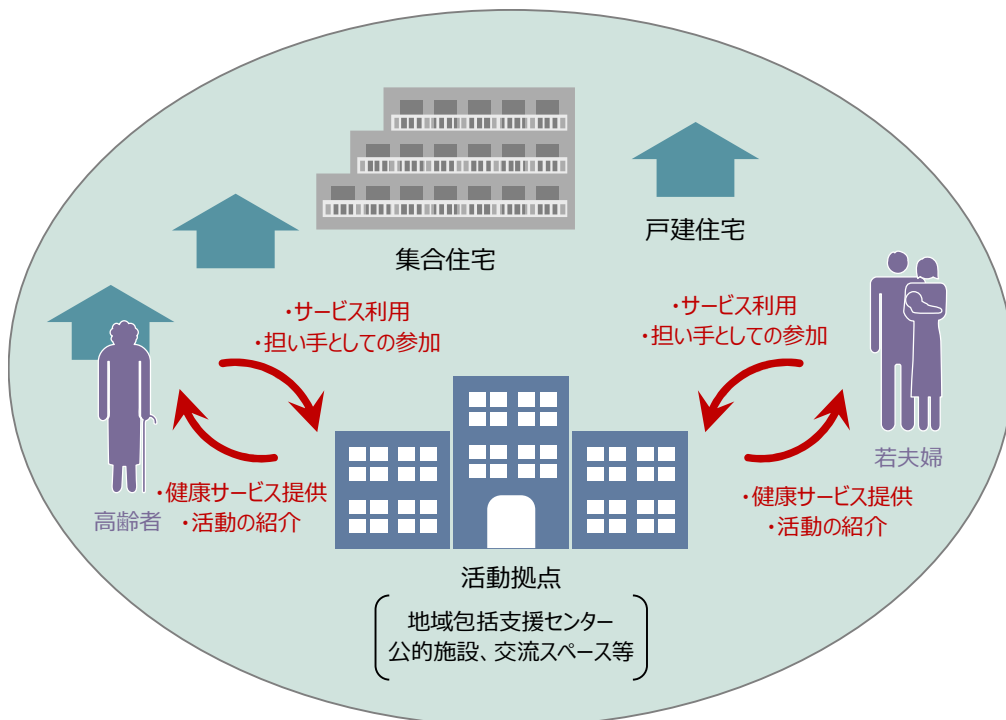 戸建住宅
集合住宅
・サービス利用
・担い手としての参加
・サービス利用
・担い手としての参加
若夫婦
・健康サービス提供
・活動の紹介
高齢者
・健康サービス提供
・活動の紹介
活動拠点
地域包括支援センター
公的施設、交流スペース等